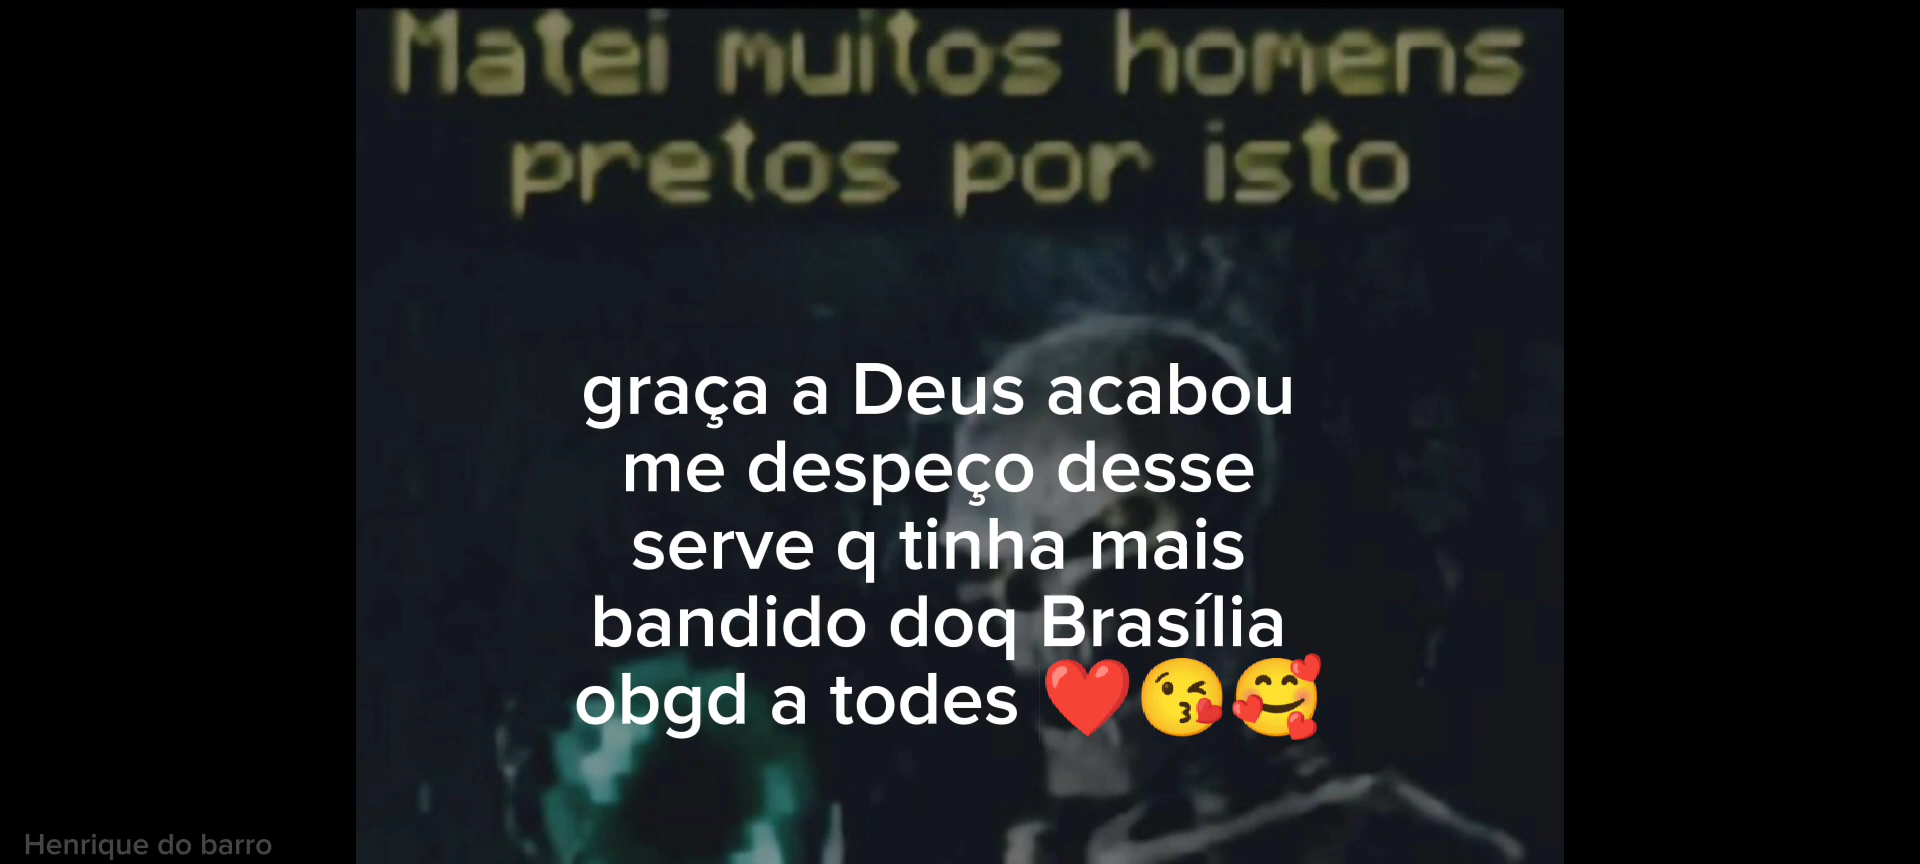 Matei muitos homens
pretos por isto
graça a Deus acabou
me despeço desse
serve q tinha mais
bandido doq Brasília
obgd a todes ❤️😘🥰
Henrique do barro